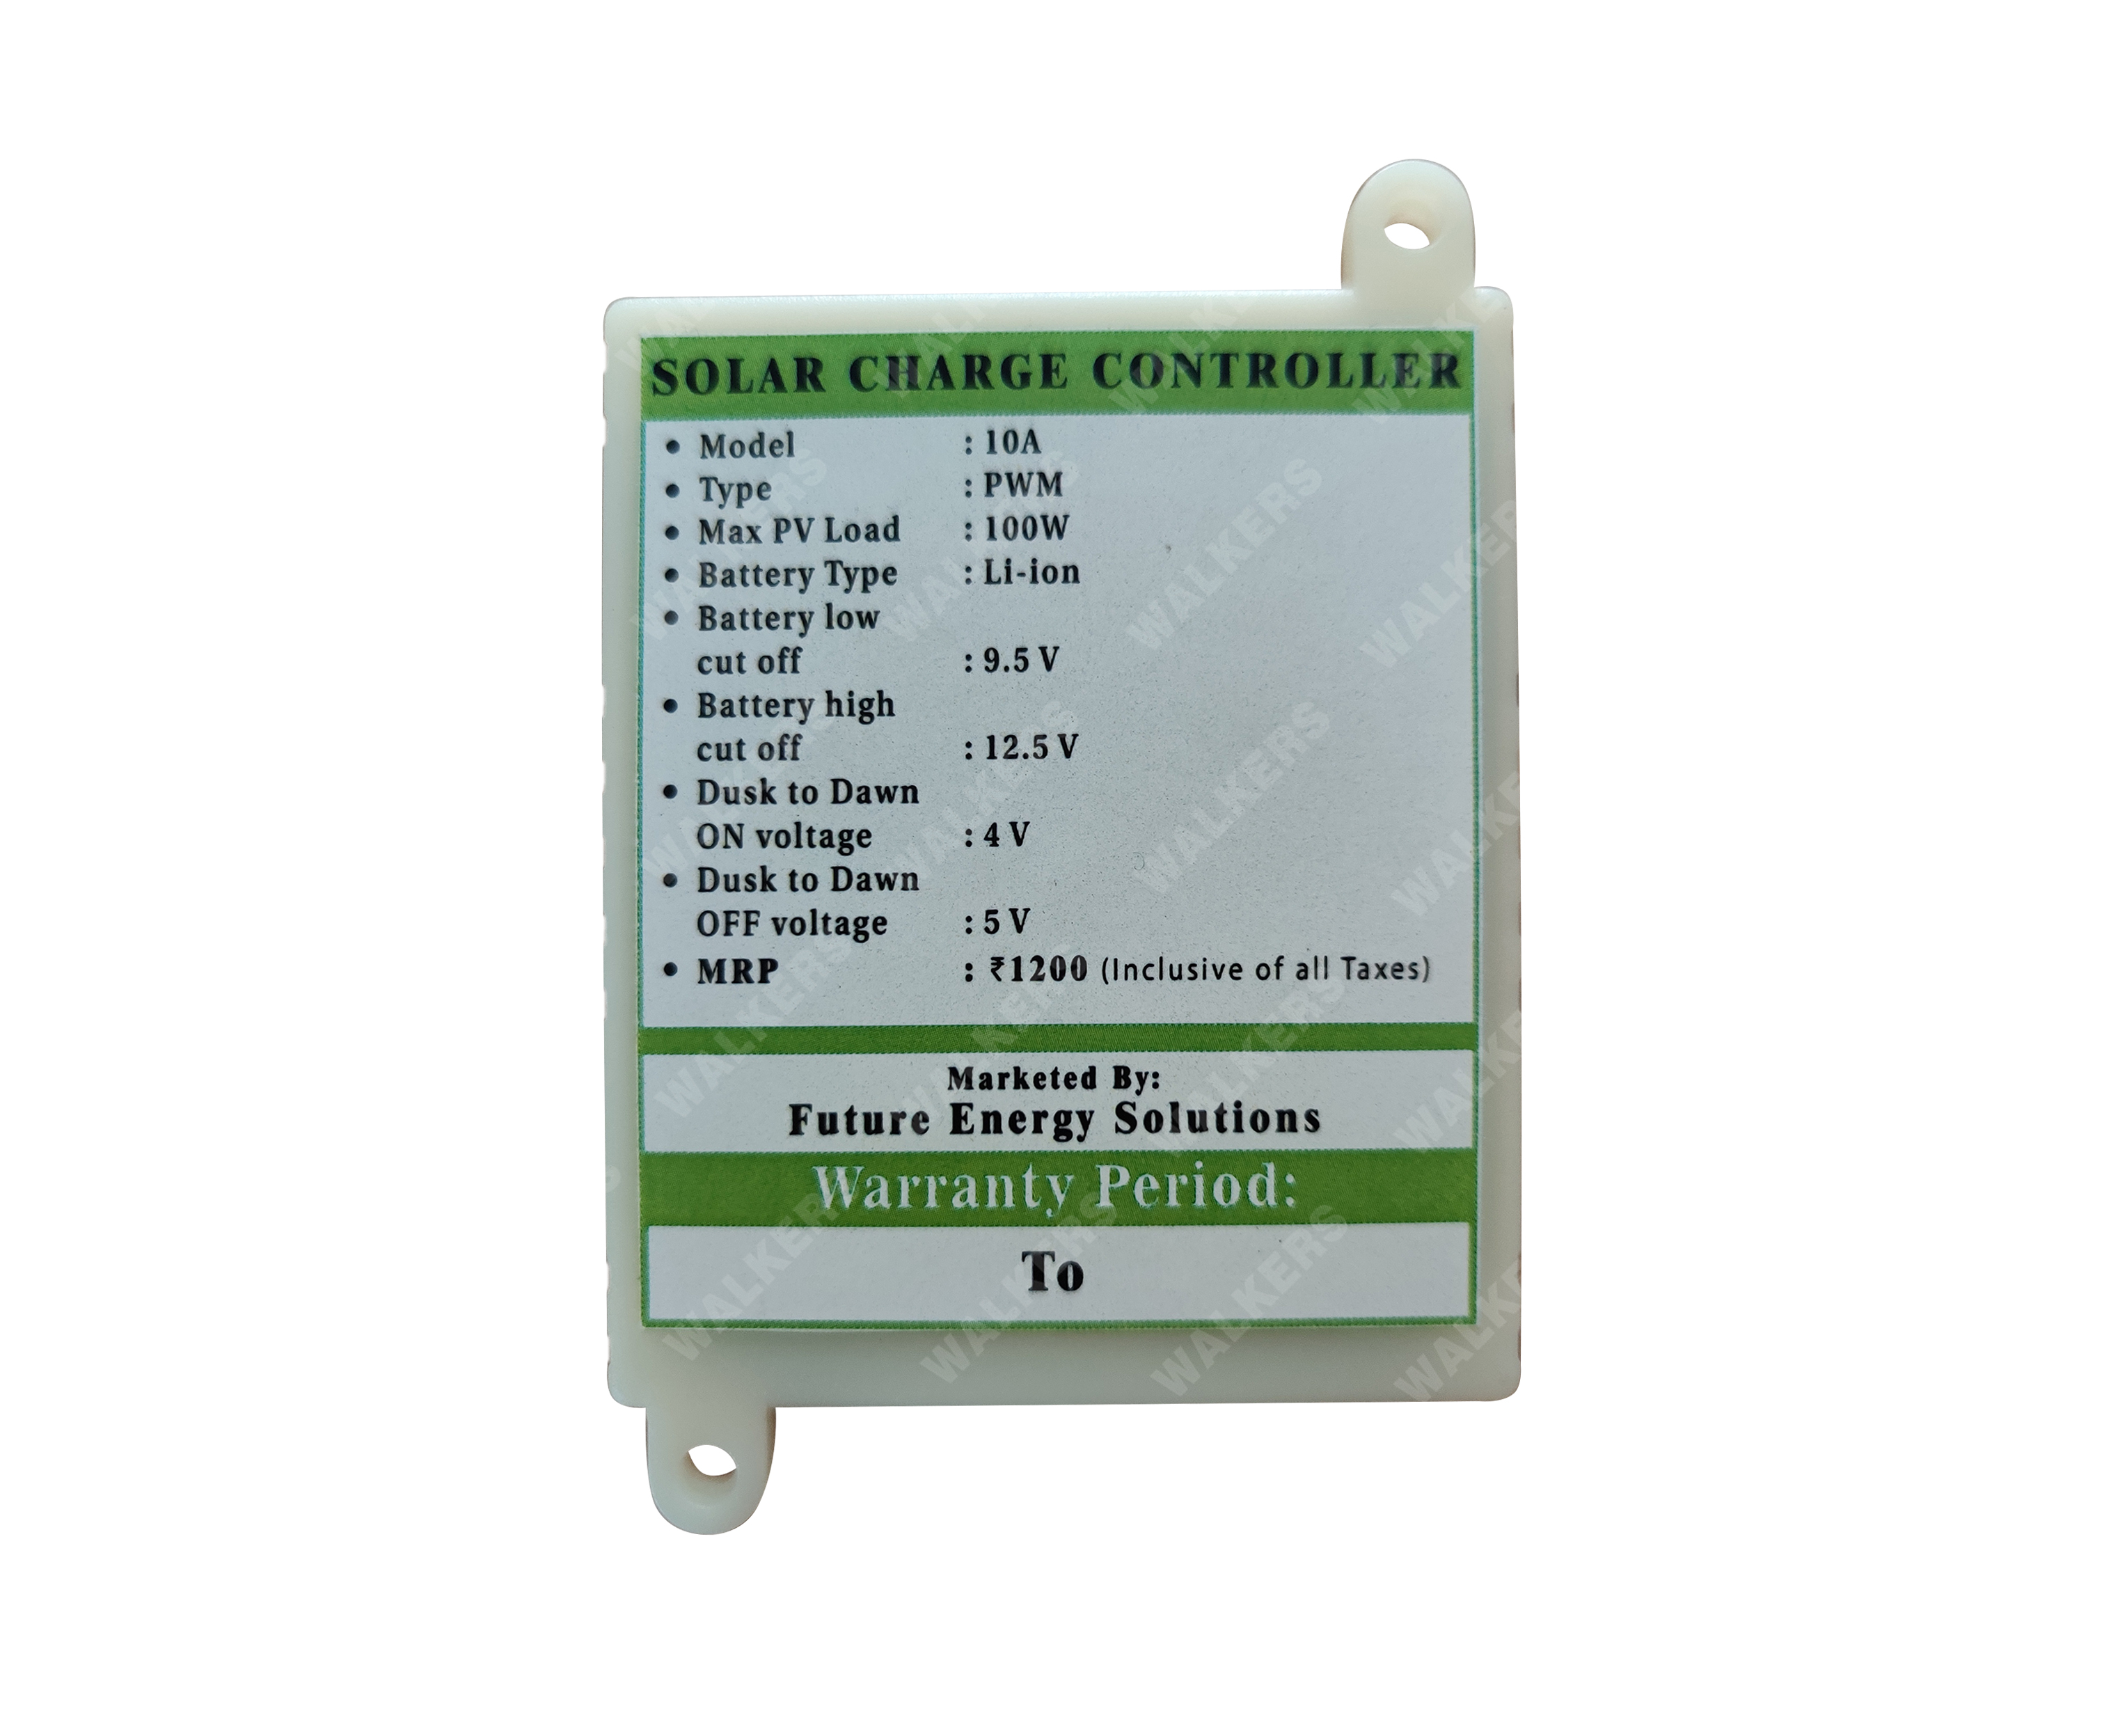 SOLAR CHARGE CONTROLLER
• Model : 10A
• Type : PWM
• Max PV Load : 100W
• Battery Type : Li-ion
• Battery low
cut off : 9.5 V
• Battery high
cut off : 12.5 V
• Dusk to Dawn
ON voltage : 4 V
• Dusk to Dawn
OFF voltage : 5 V
• MRP : ₹1200 (Inclusive of all Taxes)
Marketed By:
Future Energy Solutions
Warranty Period:
To
WALKERS